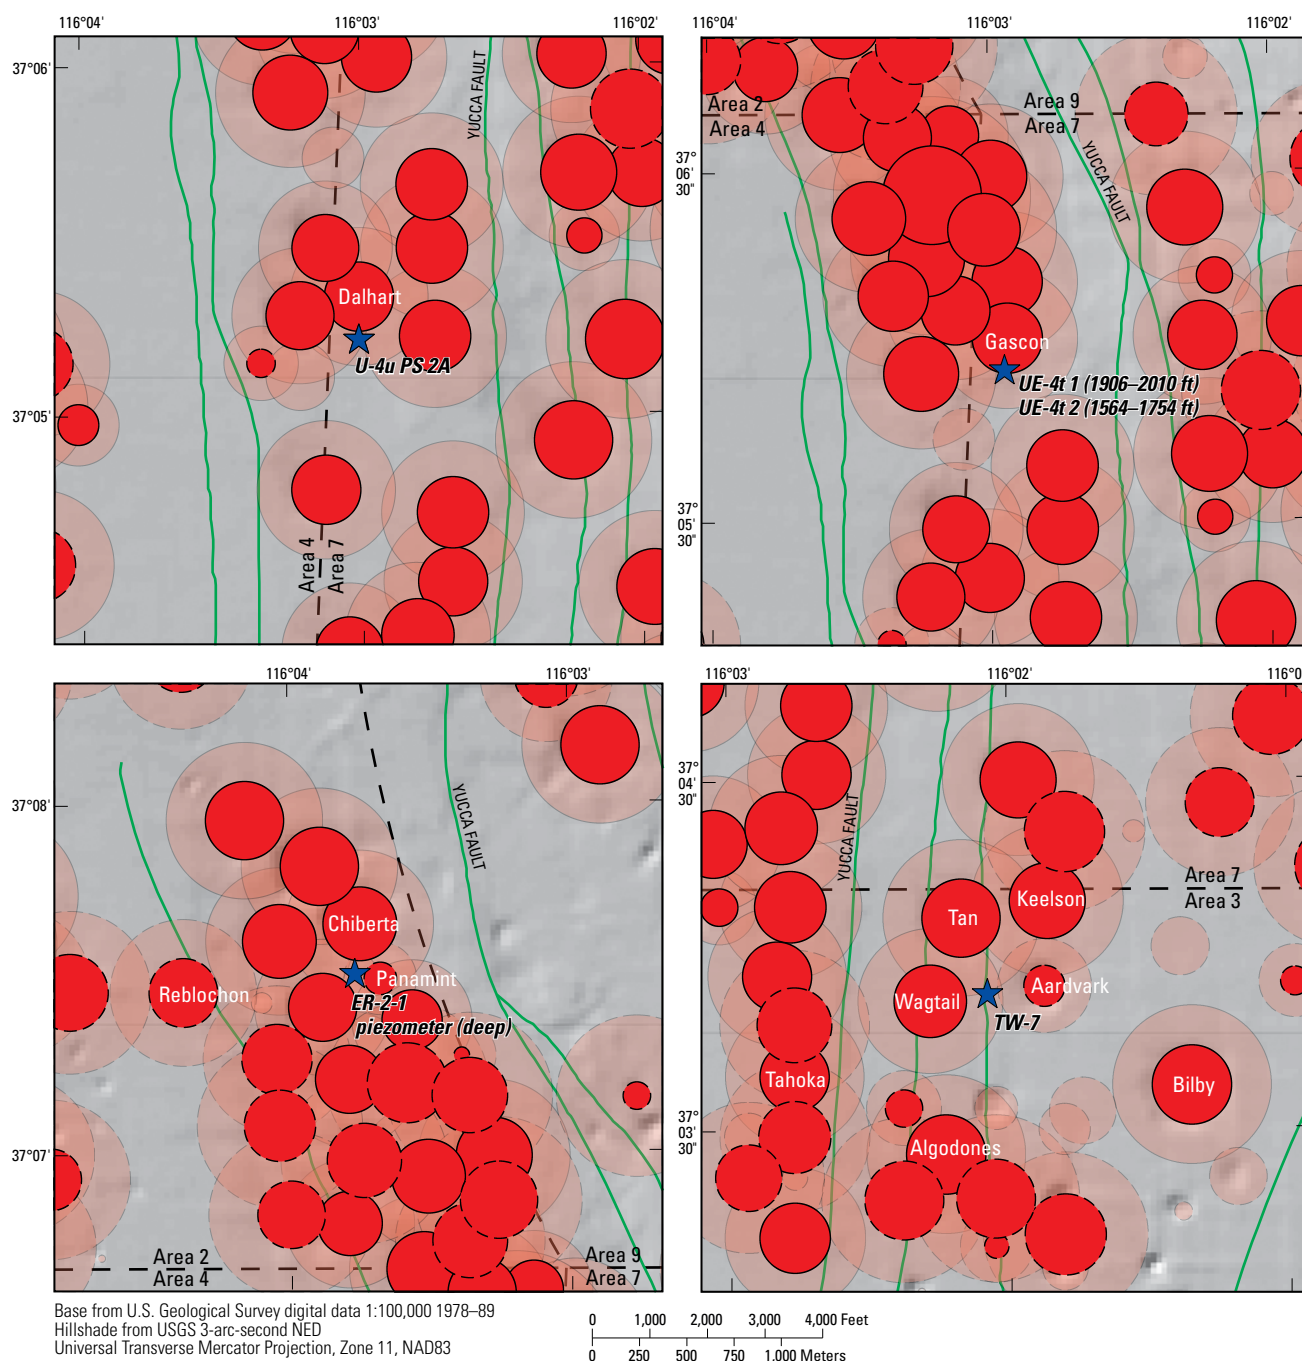 116°04'
116°03'
116°02'
37°06'
37°05'
YUCCA FAULT
Dalhart
U-4u PS 2A
Area 4
Area 7
116°04'
116°03'
116°02'
37°
06'
30"
37°
05'
30"
Area 2
Area 4
Area 9
Area 7
YUCCA FAULT
Gascon
UE-4t 1 (1906–2010 ft)
UE-4t 2 (1564–1754 ft)
116°04'
116°03'
37°08'
37°07'
YUCCA FAULT
Chiberta
Panamint
Reblochon
ER-2-1
piezometer (deep)
Area 2
Area 4
Area 9
Area 7
116°03'
116°02'
37°
04'
30"
37°
03'
30"
YUCCA FAULT
Area 7
Area 3
Keelson
Tan
Aardvark
Wagtail
TW-7
Tahoka
Bilby
Algodones
Base from U.S. Geological Survey digital data 1:100,000 1978–89
Hillshade from USGS 3-arc-second NED
Universal Transverse Mercator Projection, Zone 11, NAD83
0 1,000 2,000 3,000 4,000 Feet
0 250 500 750 1,000 Meters